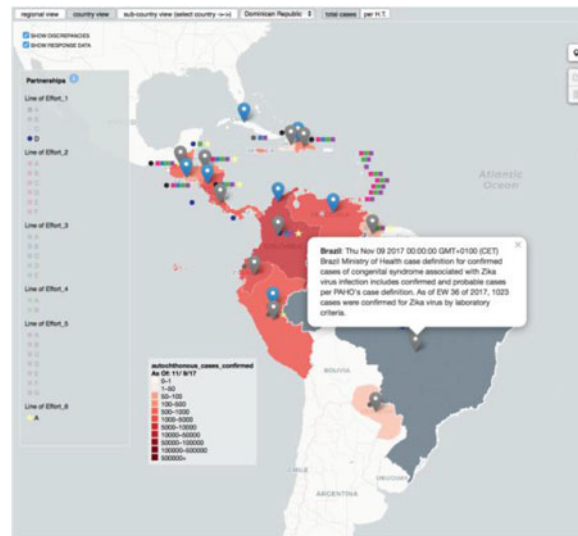 regional view country view sub-country view (select country ->->) Dominican Republic total cases per H.T.
SHOW DISCREPANCIES
SHOW RESPONSE DATA
Partnerships
Line of Effort_1
A
B
C
D
Line of Effort_2
A
B
C
D
E
F
Line of Effort_3
A
B
C
D
E
Line of Effort_4
A
B
Line of Effort_5
A
B
C
D
E
F
G
Line of Effort_6
A
Atlantic
Ocean
Brazil: Thu Nov 09 2017 00:00:00 GMT+0100 (CET)
Brazil Ministry of Health case definition for confirmed
cases of congenital syndrome associated with Zika
virus infection includes confirmed and probable cases
per PAHO's case definition. As of EW 36 of 2017, 1023
cases were confirmed for Zika virus by laboratory
criteria.
autochthonous_cases_confirmed
As Of: 11/ 9/17
0-1
1-50
50-100
100-500
500-1000
1000-5000
5000-10000
10000-50000
50000-100000
100000-500000
500000+
BOLIVIA
CHILE
URUGUAY
ARGENTINA